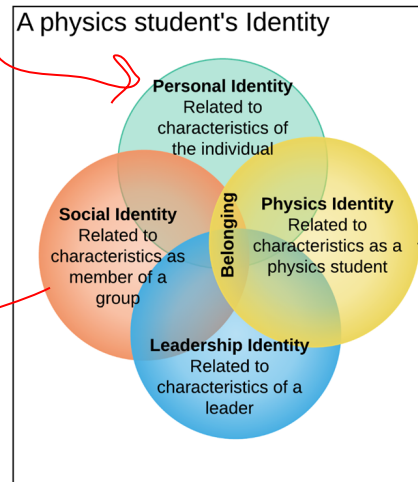 A physics student's Identity
Personal Identity
Related to
characteristics of
the individual
Social Identity
Related to
characteristics as
member of a
group
Belonging
Physics Identity
Related to
characteristics as a
physics student
Leadership Identity
Related to
characteristics of a
leader